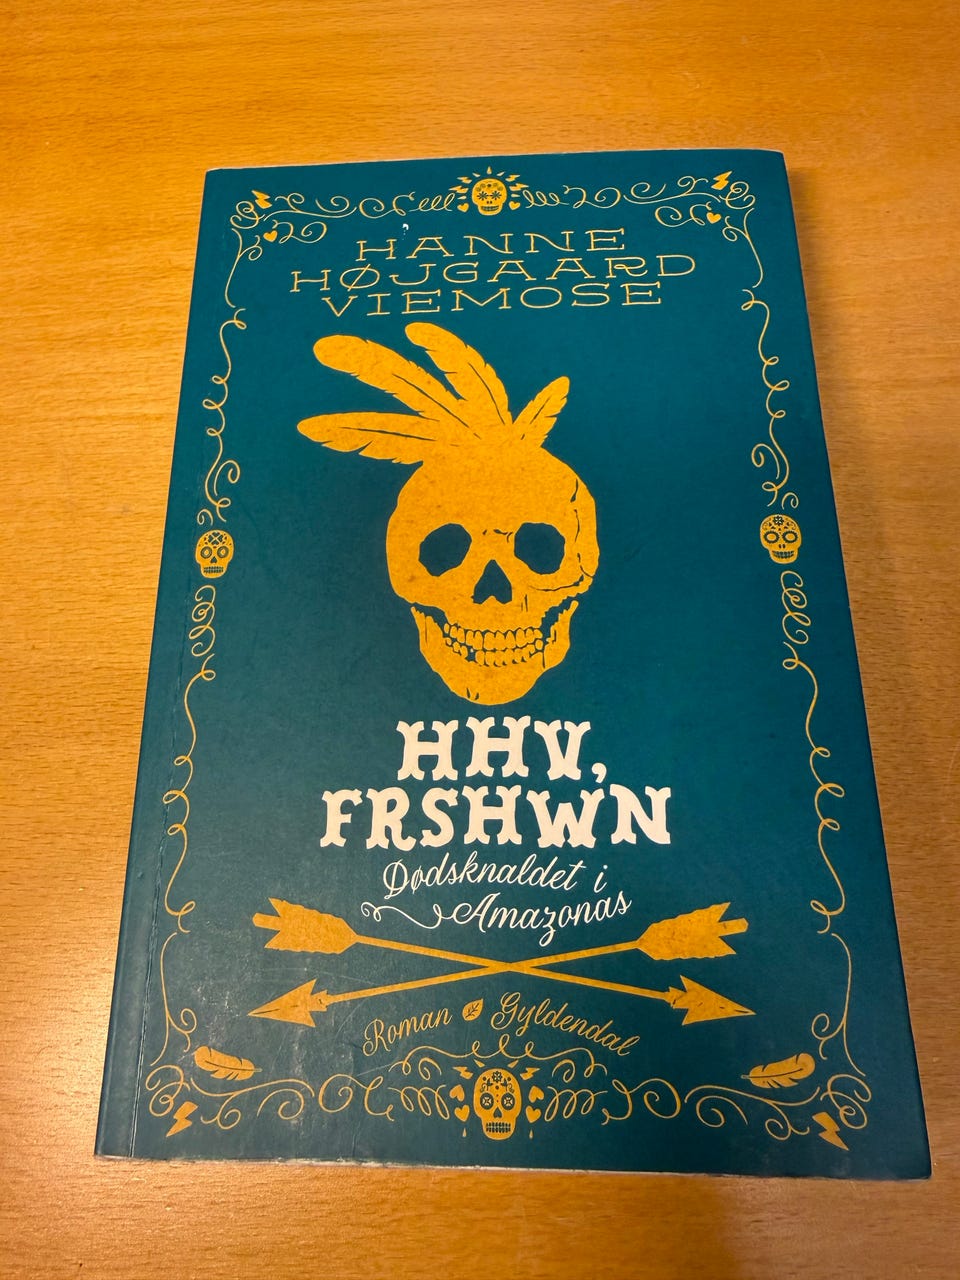 HANNE
HØJGAARD
VIEMOSE
HHV,
FRSHWN
Dødsknaldet i
Amazonas
Roman Gyldendal